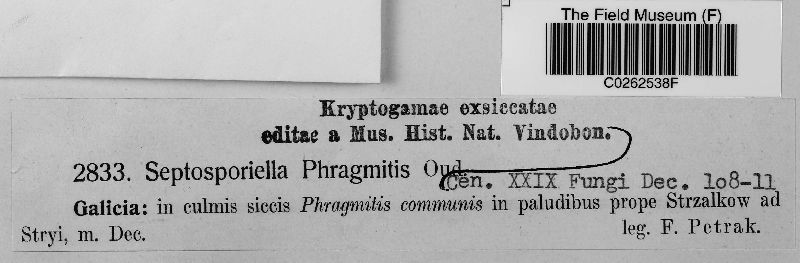 The Field Museum (F)
C0262538F
Kryptogamae exsiccatae
editae a Mus. Hist. Nat. Vindobon.
2833. Septosporiella Phragmitis Oud.
Cen. XXIX Fungi Dec. 108-11
Galicia: in culmis siccis Phragmitis communis in paludibus prope Strzalkow ad
Stryi, m. Dec. leg. F. Petrak.